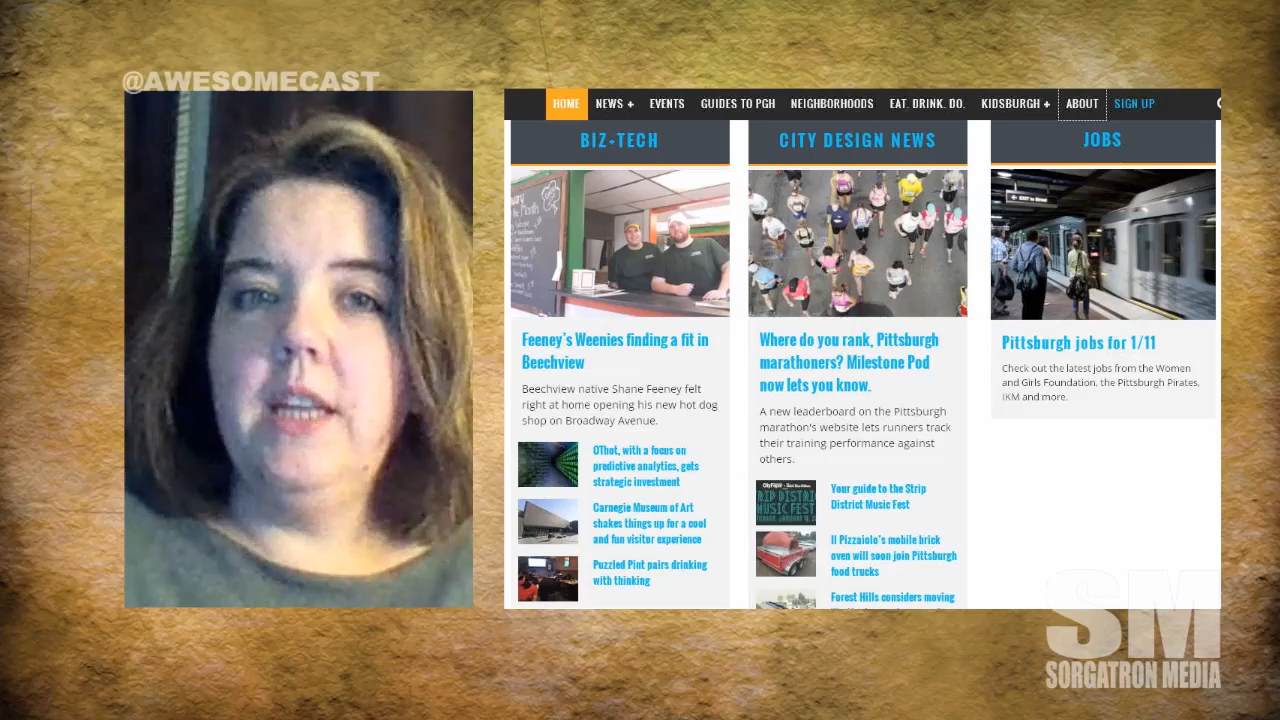 @AWESOMECAST
HOME NEWS + EVENTS GUIDES TO PGH NEIGHBORHOODS EAT. DRINK. DO. KIDSBURGH + ABOUT SIGN UP
BIZ+TECH
Feeney's Weenies finding a fit in
Beechview
Beechview native Shane Feeney felt
right at home opening his new hot dog
shop on Broadway Avenue.
OThot, with a focus on
predictive analytics, gets
strategic investment
Carnegie Museum of Art
shakes things up for a cool
and fun visitor experience
Puzzled Pint pairs drinking
with thinking
CITY DESIGN NEWS
Where do you rank, Pittsburgh
marathoners? Milestone Pod
now lets you know.
A new leaderboard on the Pittsburgh
marathon's website lets runners track
their training performance against
others.
STRIP DISTRICT
MUSIC FEST
Your guide to the Strip
District Music Fest
Il Pizzaiolo's mobile brick
oven will soon join Pittsburgh
food trucks
Forest Hills considers moving
JOBS
EXIT to Street
Pittsburgh jobs for 1/11
Check out the latest jobs from the Women
and Girls Foundation, the Pittsburgh Pirates,
IKM and more.
SM
SORGATRON MEDIA